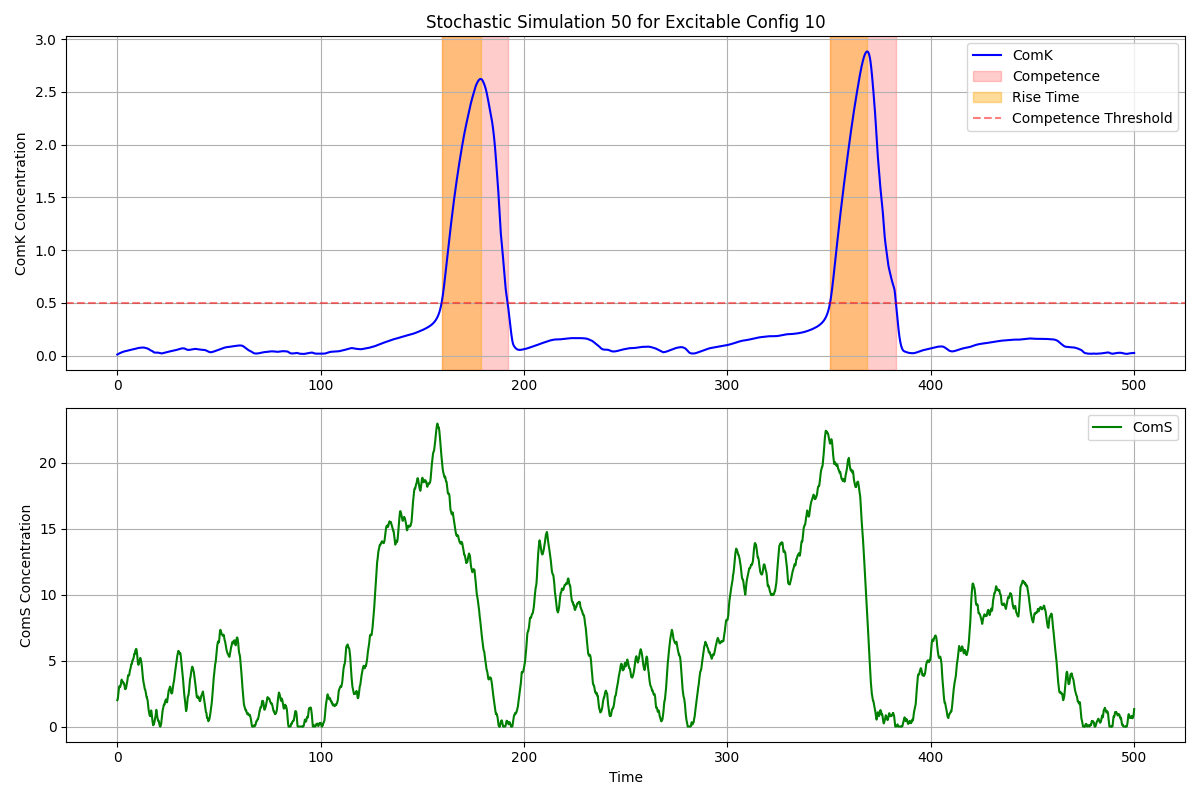 Stochastic Simulation 50 for Excitable Config 10
ComK Concentration
3.0
2.5
2.0
1.5
1.0
0.5
0.0
ComK
Competence
Rise Time
Competence Threshold
0 100 200 300 400 500
ComS Concentration
20
15
10
5
0
ComS
0 100 200 300 400 500
Time